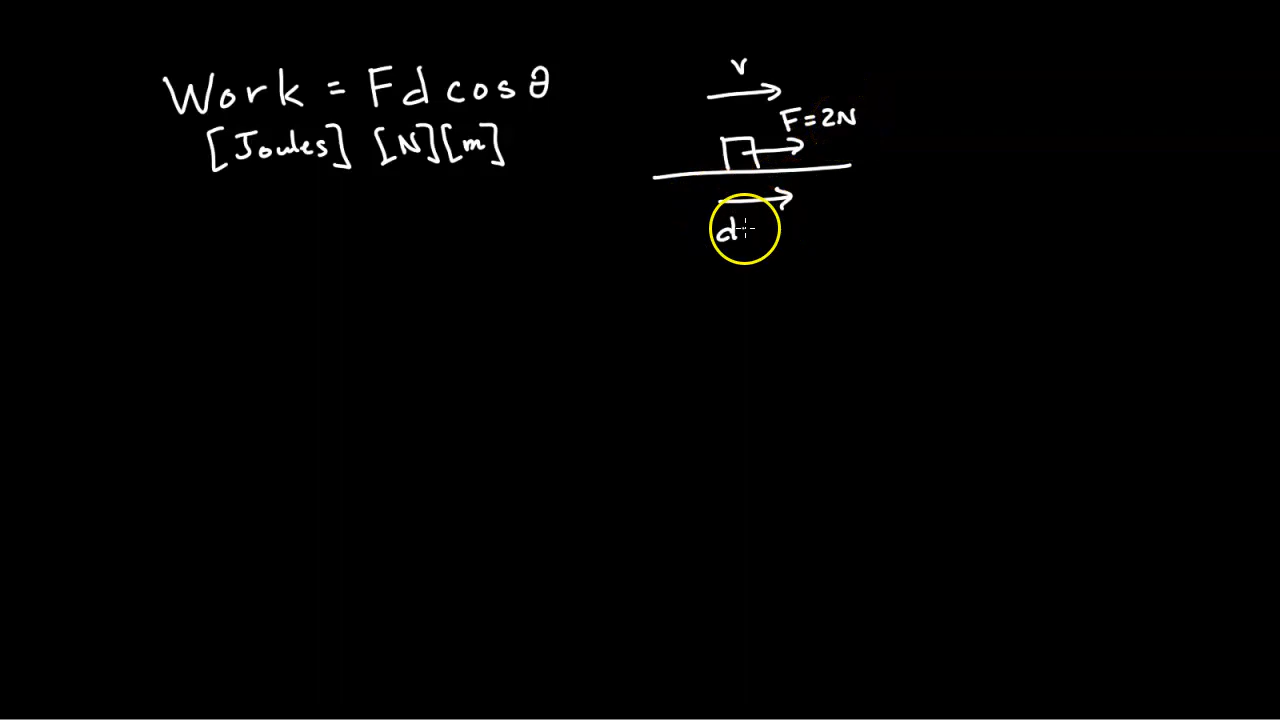 Work = Fd cos θ
[Joules] [N][m]
v
F=2N
d